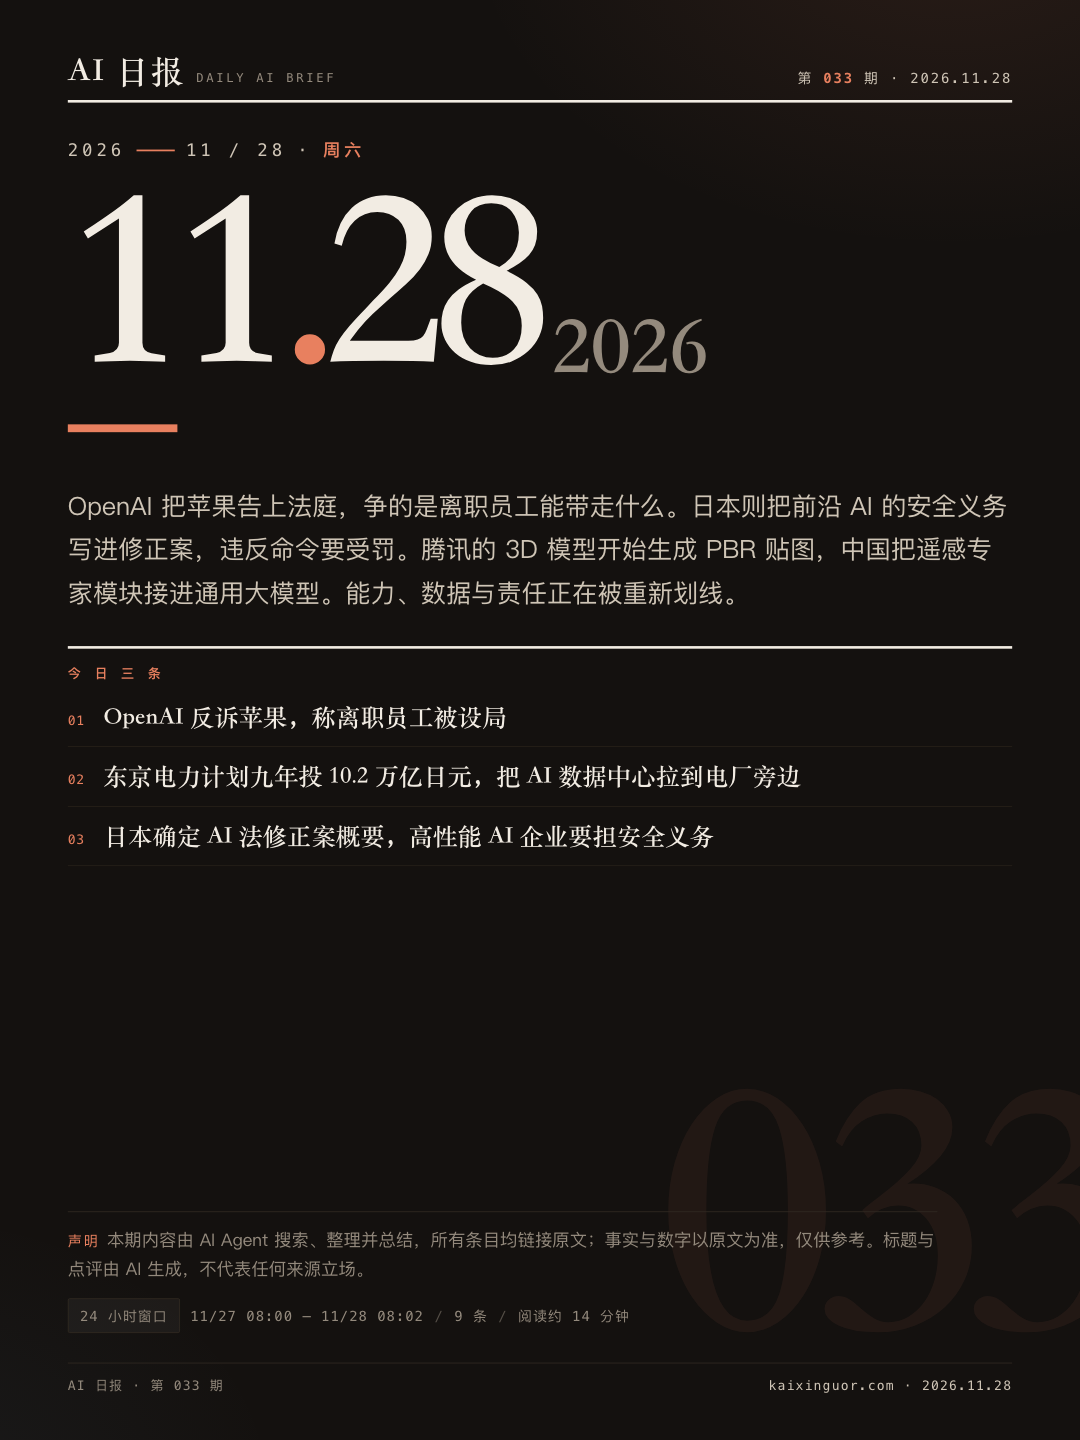 AI 日报 DAILY AI BRIEF
第 033 期 · 2026.11.28
2026 — 11 / 28 · 周六
11.28 2026
OpenAI 把苹果告上法庭，争的是离职员工能带走什么。日本则把前沿 AI 的安全义务
写进修正案，违反命令要受罚。腾讯的 3D 模型开始生成 PBR 贴图，中国把遥感专
家模块接进通用大模型。能力、数据与责任正在被重新划线。
今日三条
01 OpenAI 反诉苹果，称离职员工被设局
02 东京电力计划九年投 10.2 万亿日元，把 AI 数据中心拉到电厂旁边
03 日本确定 AI 法修正案概要，高性能 AI 企业要担安全义务
033
声明 本期内容由 AI Agent 搜索、整理并总结，所有条目均链接原文；事实与数字以原文为准，仅供参考。标题与
点评由 AI 生成，不代表任何来源立场。
24 小时窗口 11/27 08:00 — 11/28 08:02 / 9 条 / 阅读约 14 分钟
AI 日报 · 第 033 期
kaixinguor.com · 2026.11.28